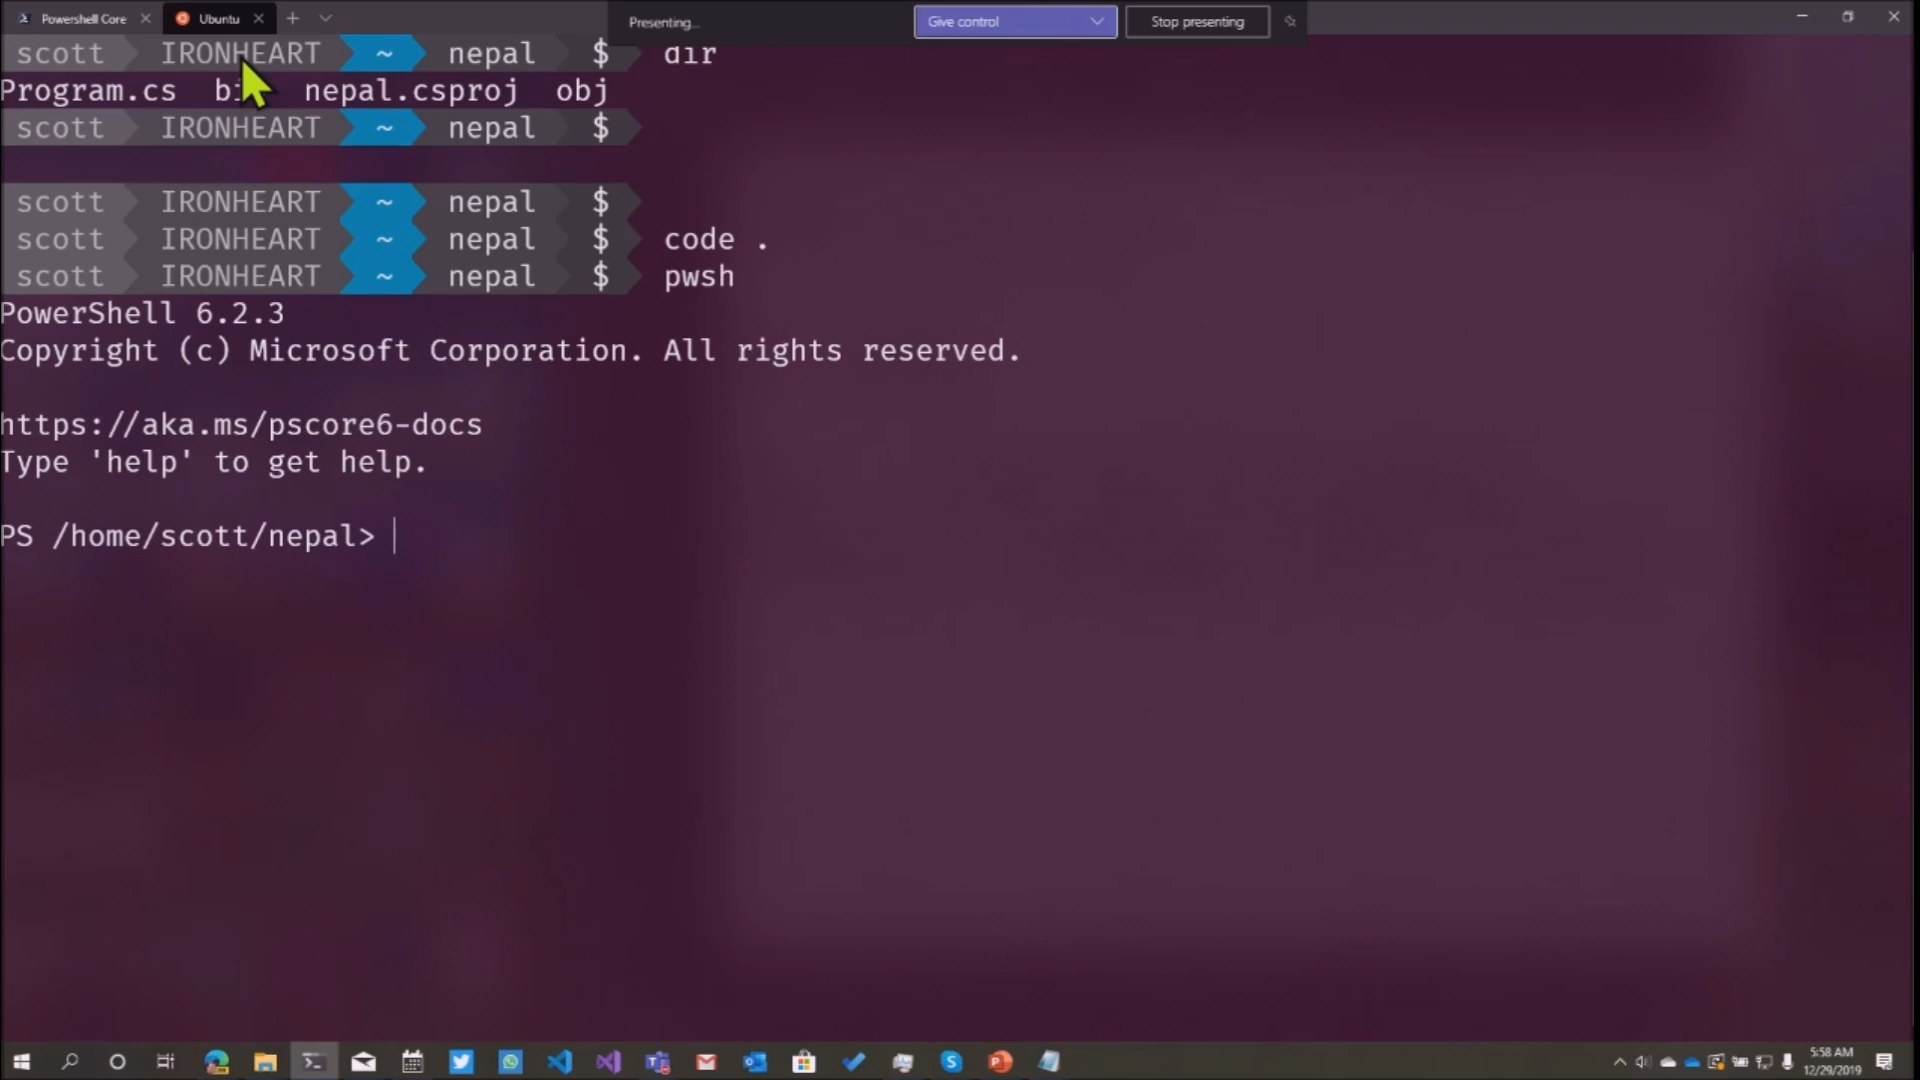 Powershell Core
Ubuntu
Presenting...
Give control
Stop presenting
scott IRONHEART ~ nepal $ dir
Program.cs nepal.csproj obj
scott IRONHEART ~ nepal $
scott IRONHEART ~ nepal $
scott IRONHEART ~ nepal $ code .
scott IRONHEART ~ nepal $ pwsh
PowerShell 6.2.3
Copyright (c) Microsoft Corporation. All rights reserved.
https://aka.ms/pscore6-docs
Type 'help' to get help.
PS /home/scott/nepal>
5:58 AM
12/29/2019